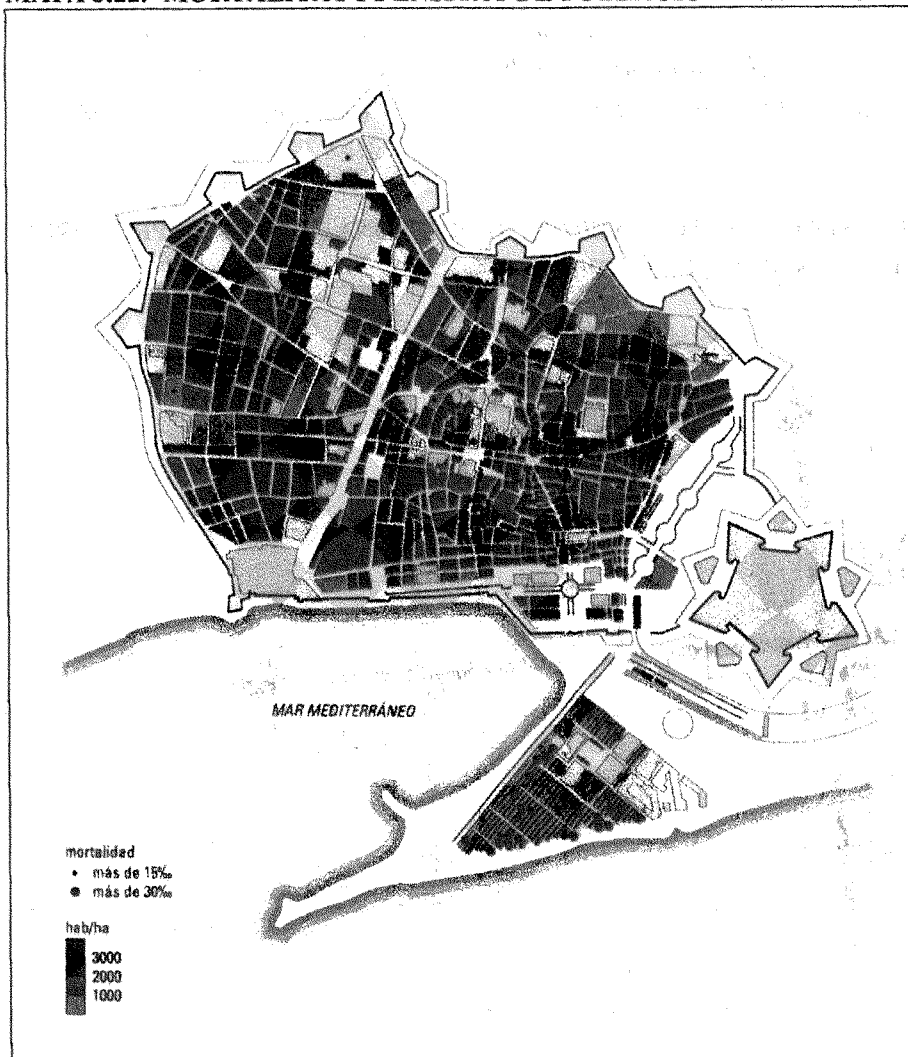 MAR MEDITERRÁNEO
mortalidad
más de 15‰
más de 30‰
hab/ha
3000
2000
1000